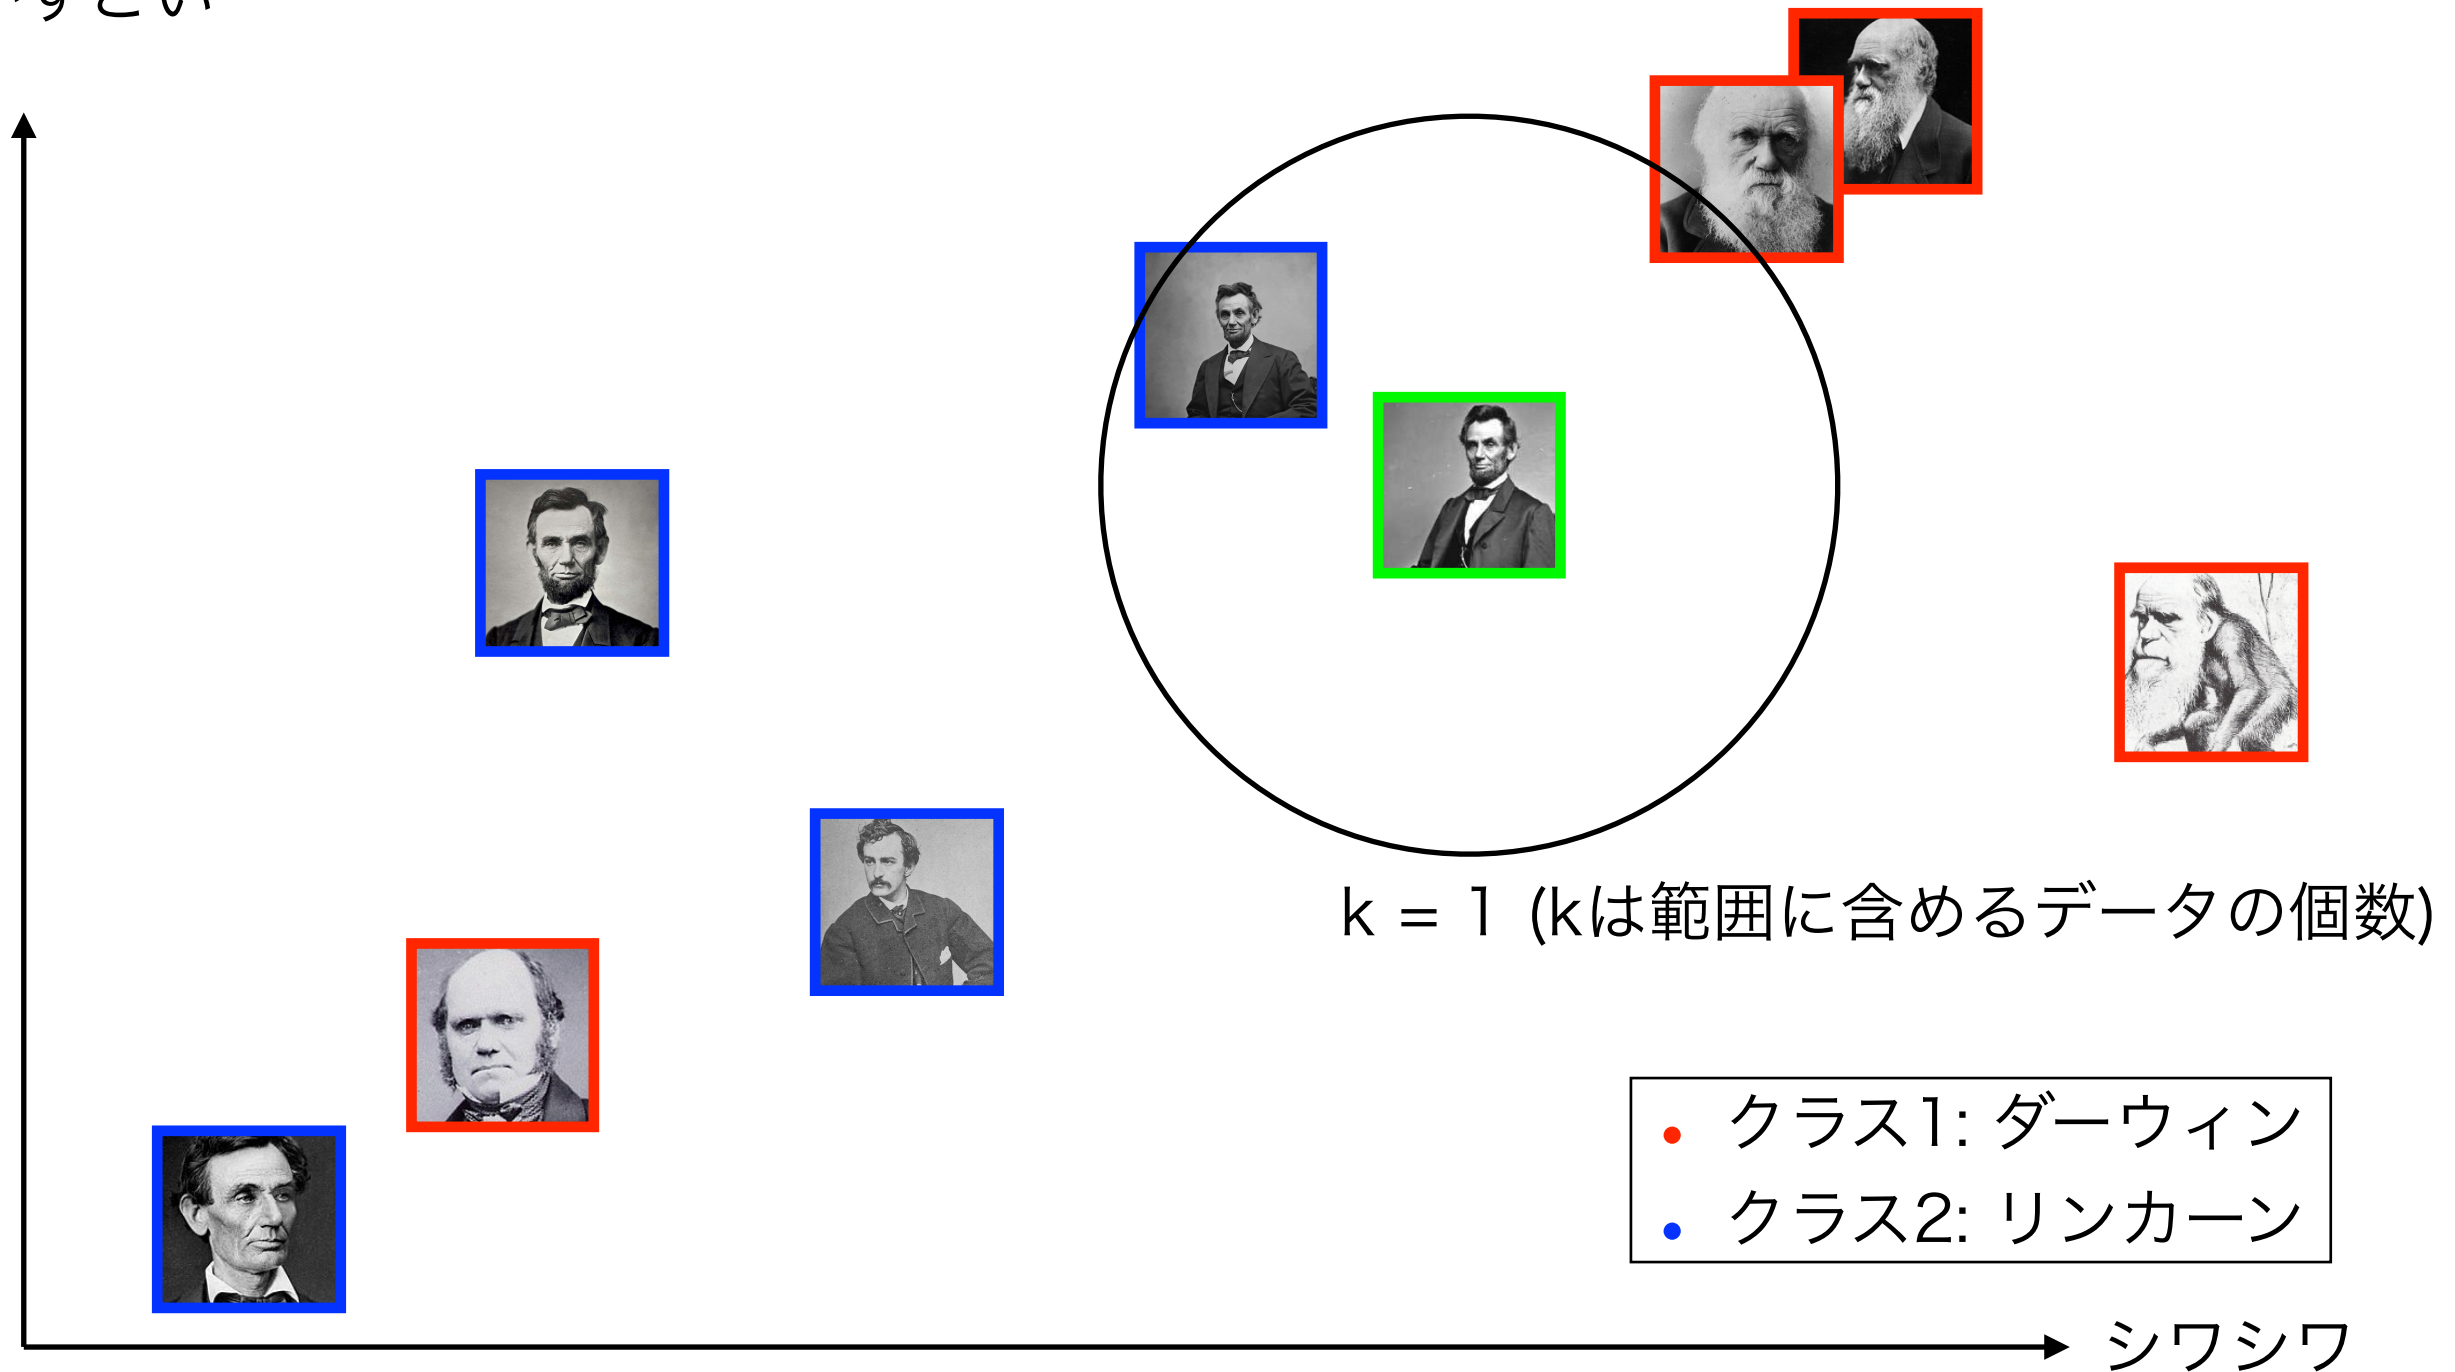 k = 1 (kは範囲に含めるデータの個数)
クラス1: ダーウィン
クラス2: リンカーン
シワシワ